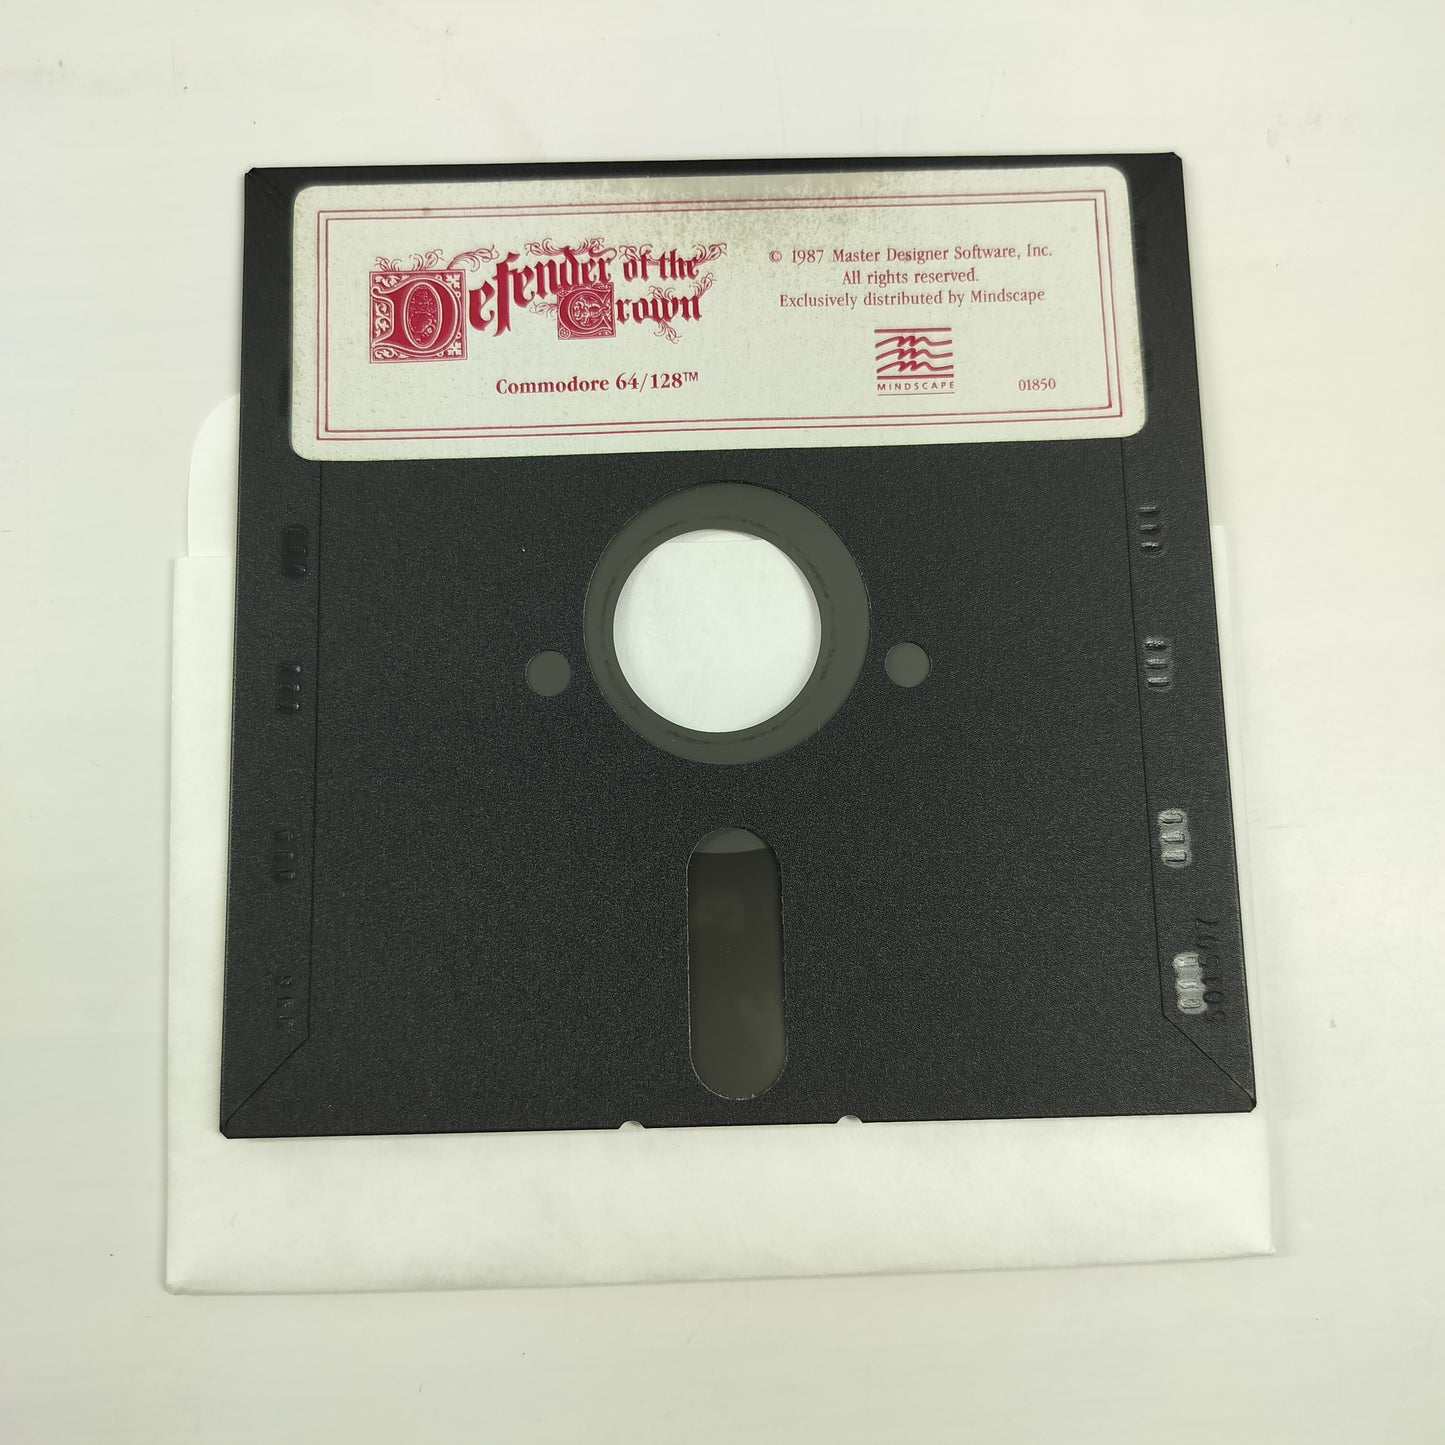 Defender of the
Crown
Commodore 64/128™
© 1987 Master Designer Software, Inc.
All rights reserved.
Exclusively distributed by Mindscape
MINDSCAPE
01850